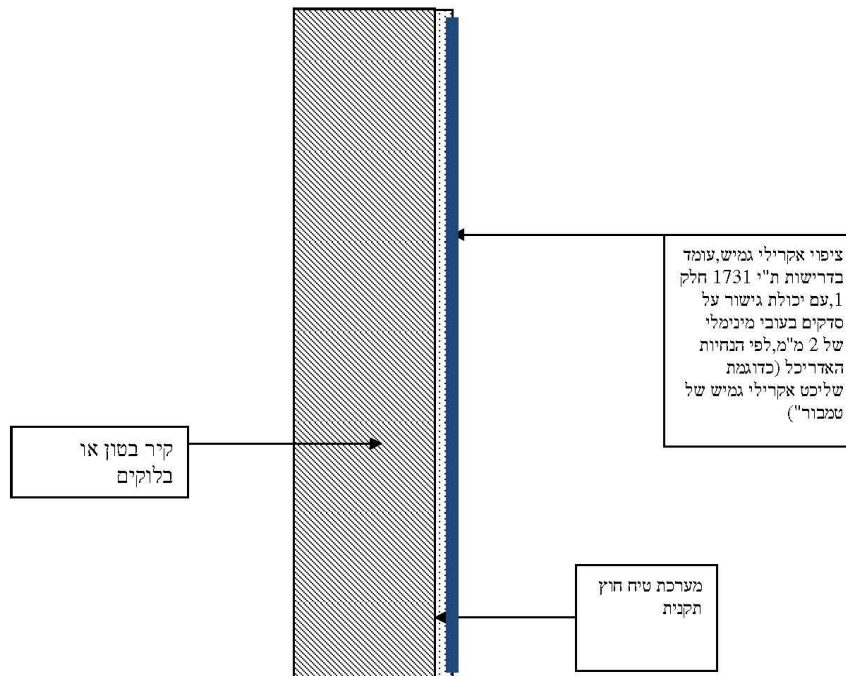 ציפוי אקרילי גמיש,עומד
בדרישות ת"י 1731 חלק
1,עם יכולת גישור על
סדקים בעובי מינימלי
של 2 מ"מ,לפי הנחיות
האדריכל (כדוגמת
שליכט אקרילי גמיש של
טמבור")
קיר בטון או
בלוקים
מערכת טיח חוץ
תקנית